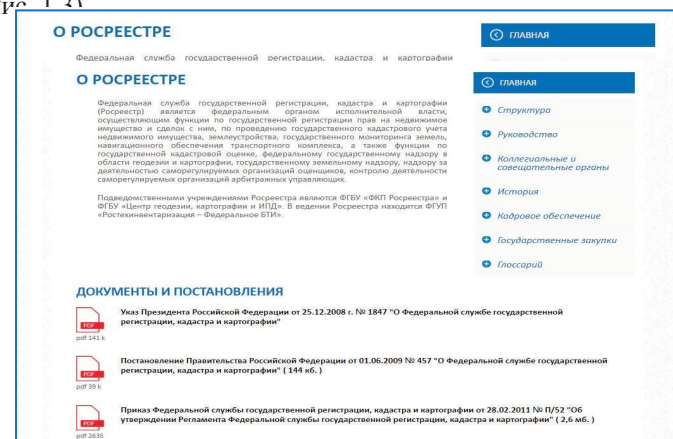 Рис. 1.3)
О РОСРЕЕСТРЕ
ГЛАВНАЯ
Федеральная служба государственной регистрации, кадастра и картографии
О РОСРЕЕСТРЕ
Федеральная служба государственной регистрации, кадастра и картографии
(Росреестр) является федеральным органом исполнительной власти,
осуществляющим функции по государственной регистрации прав на недвижимое
имущество и сделок с ним, по проведению государственного кадастрового учета
недвижимого имущества, землеустройства, государственного мониторинга земель,
навигационного обеспечения транспортного комплекса, а также функции по
государственной кадастровой оценке, федеральному государственному надзору в
области геодезии и картографии, государственному земельному надзору, надзору за
деятельностью саморегулируемых организаций оценщиков, контролю деятельности
саморегулируемых организаций арбитражных управляющих.
Подведомственными учреждениями Росреестра являются ФГБУ «ФКП Росреестра» и
ФГБУ «Центр геодезии, картографии и ИПД». В ведении Росреестра находится ФГУП
«Ростехинвентаризация – Федеральное БТИ».
ГЛАВНАЯ
Структура
Руководство
Коллегиальные и
совещательные органы
История
Кадровое обеспечение
Государственные закупки
Глоссарий
ДОКУМЕНТЫ И ПОСТАНОВЛЕНИЯ
Указ Президента Российской Федерации от 25.12.2008 г. № 1847 "О Федеральной службе государственной
регистрации, кадастра и картографии"
PDF
pdf 141 k
Постановление Правительства Российской Федерации от 01.06.2009 № 457 "О Федеральной службе государственной
регистрации, кадастра и картографии" ( 144 кб. )
PDF
pdf 39 k
Приказ Федеральной службы государственной регистрации, кадастра и картографии от 28.02.2011 № П/52 "Об
утверждении Регламента Федеральной службы государственной регистрации, кадастра и картографии" ( 2,6 мб. )
PDF
pdf 2635